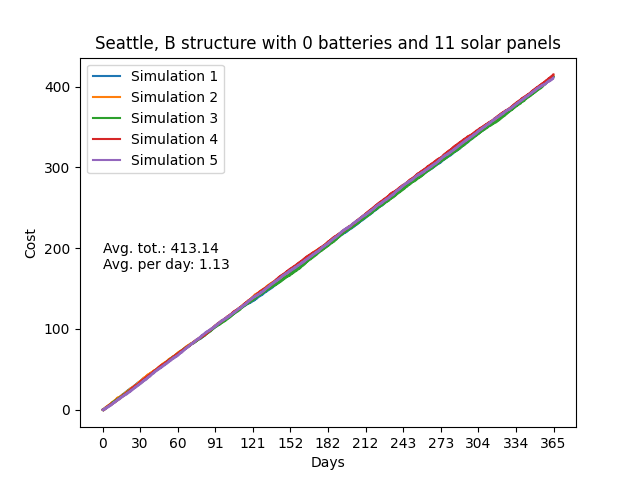 Seattle, B structure with 0 batteries and 11 solar panels
Simulation 1
Simulation 2
Simulation 3
Simulation 4
Simulation 5
Avg. tot.: 413.14
Avg. per day: 1.13
Cost
400
300
200
100
0
0 30 60 91 121 152 182 212 243 273 304 334 365
Days